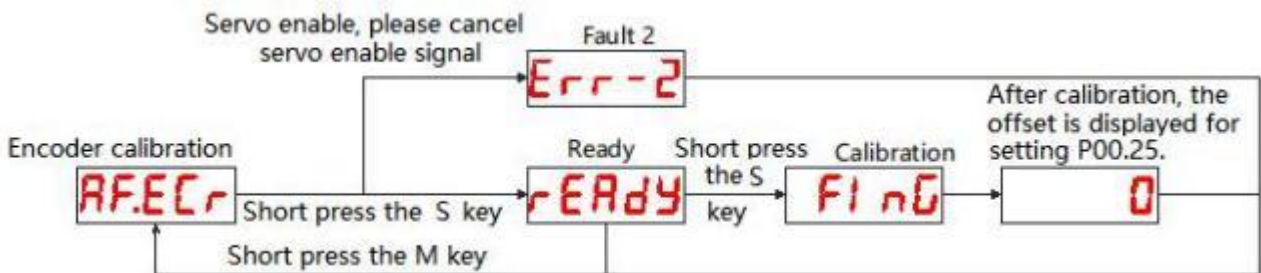 Servo enable, please cancel
servo enable signal
Fault 2
Err-2
After calibration, the
offset is displayed for
setting P00.25.
Encoder calibration
Ready
Short press
the S
key
Calibration
AF.ECr
Short press the S key
rEAdY
FInG
0
Short press the M key